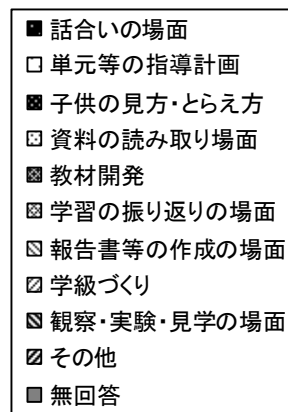 話合いの場面
単元等の指導計画
子供の見方・とらえ方
資料の読み取り場面
教材開発
学習の振り返りの場面
報告書等の作成の場面
学級づくり
観察・実験・見学の場面
その他
無回答